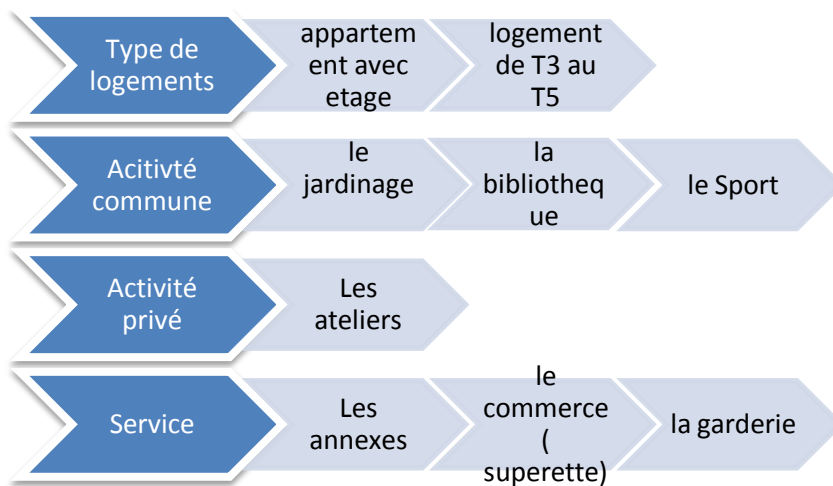 Type de
logements
appartem
ent avec
etage
logement
de T3 au
T5
Acitivté
commune
le
jardinage
la
bibliotheq
ue
le Sport
Activité
privé
Les
ateliers
Service
Les
annexes
le
commerce
(
superette)
la garderie